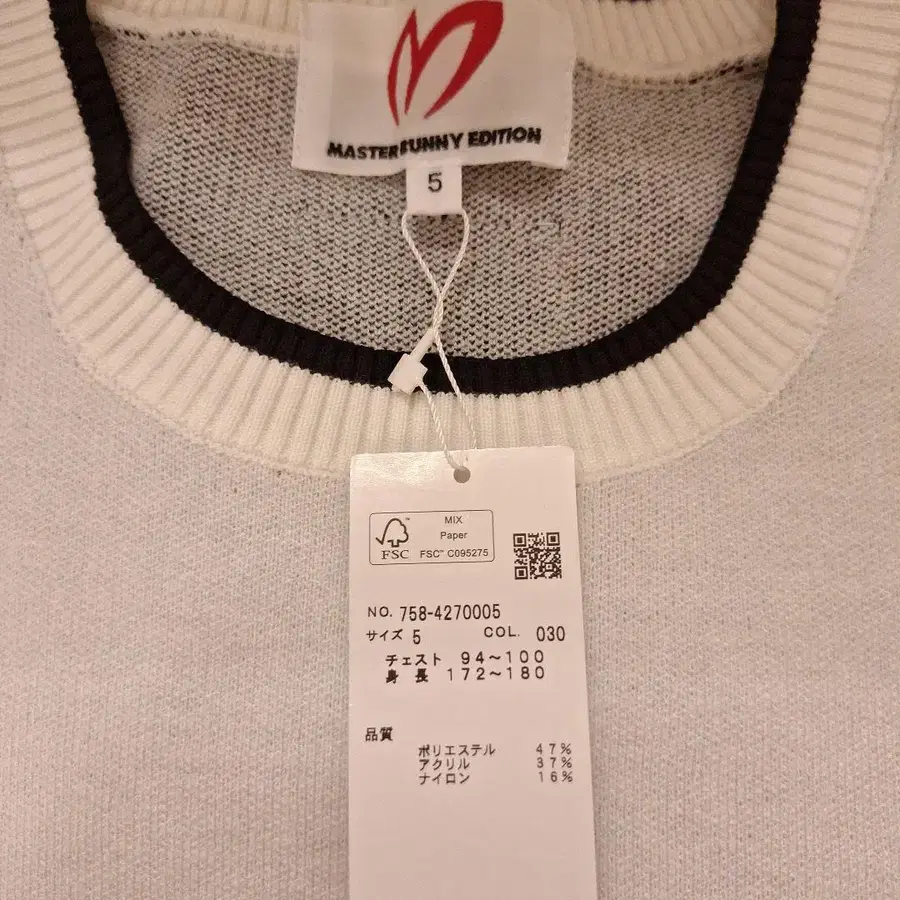 MASTER BUNNY EDITION
5
MIX
Paper
FSC
FSC™ C095275
NO. 758-4270005
サイズ 5 COL. 030
チェスト 94～100
身長 172～180
品質
ポリエステル 47%
アクリル 37%
ナイロン 16%